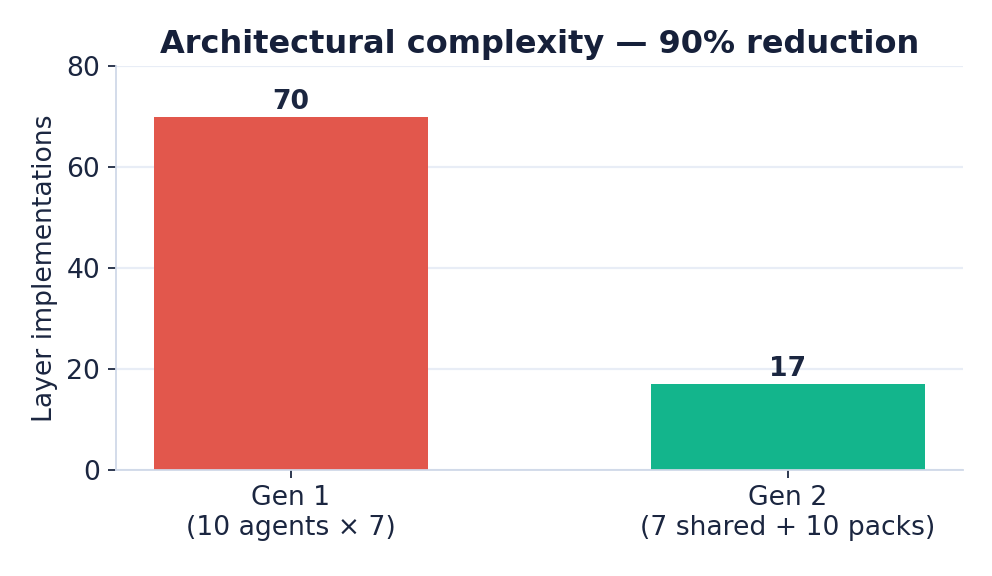 Architectural complexity — 90% reduction
80
60
40
20
0
Layer implementations
70
17
Gen 1
(10 agents × 7)
Gen 2
(7 shared + 10 packs)